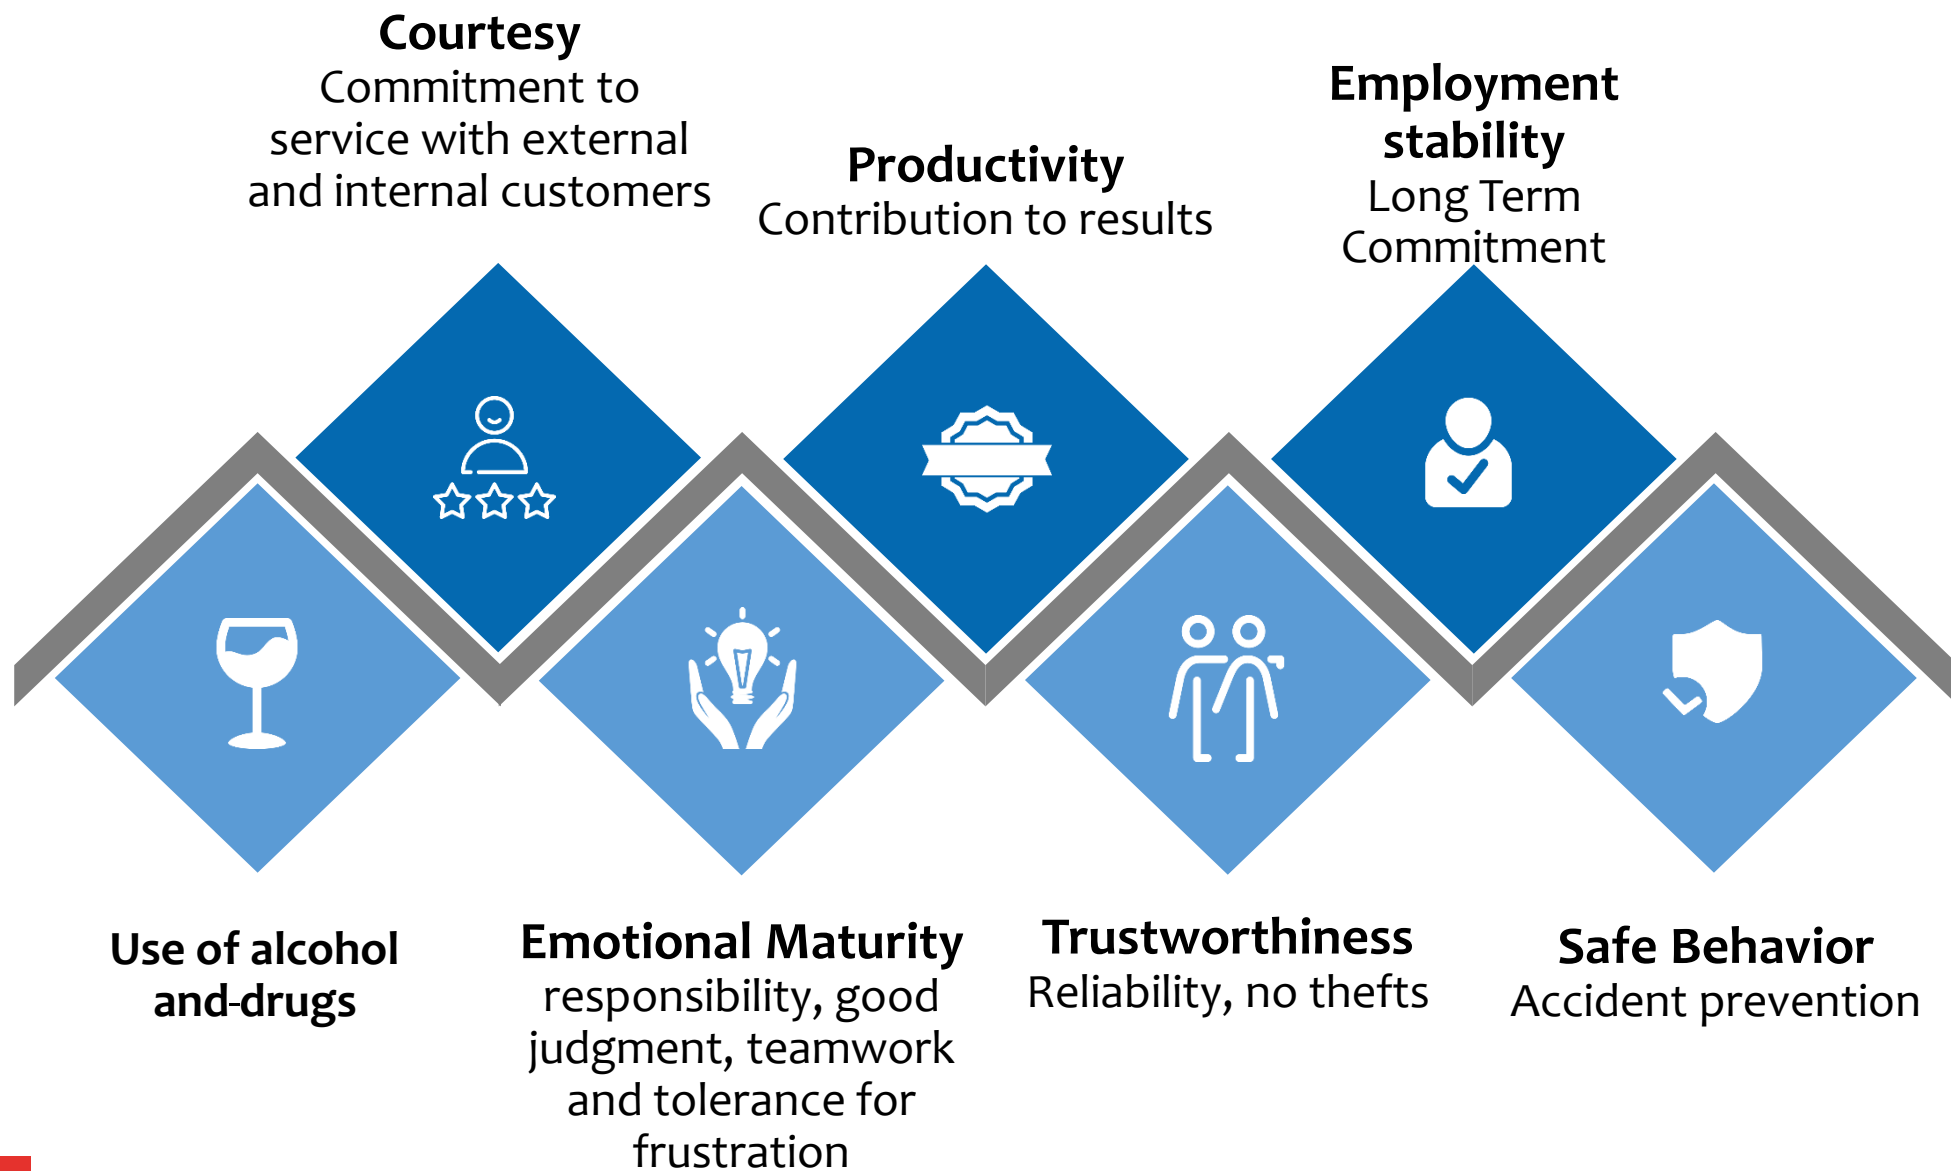 Courtesy
Commitment to
service with external
and internal customers
Productivity
Contribution to results
Employment
stability
Long Term
Commitment
Use of alcohol
and-drugs
Emotional Maturity
responsibility, good
judgment, teamwork
and tolerance for
frustration
Trustworthiness
Reliability, no thefts
Safe Behavior
Accident prevention